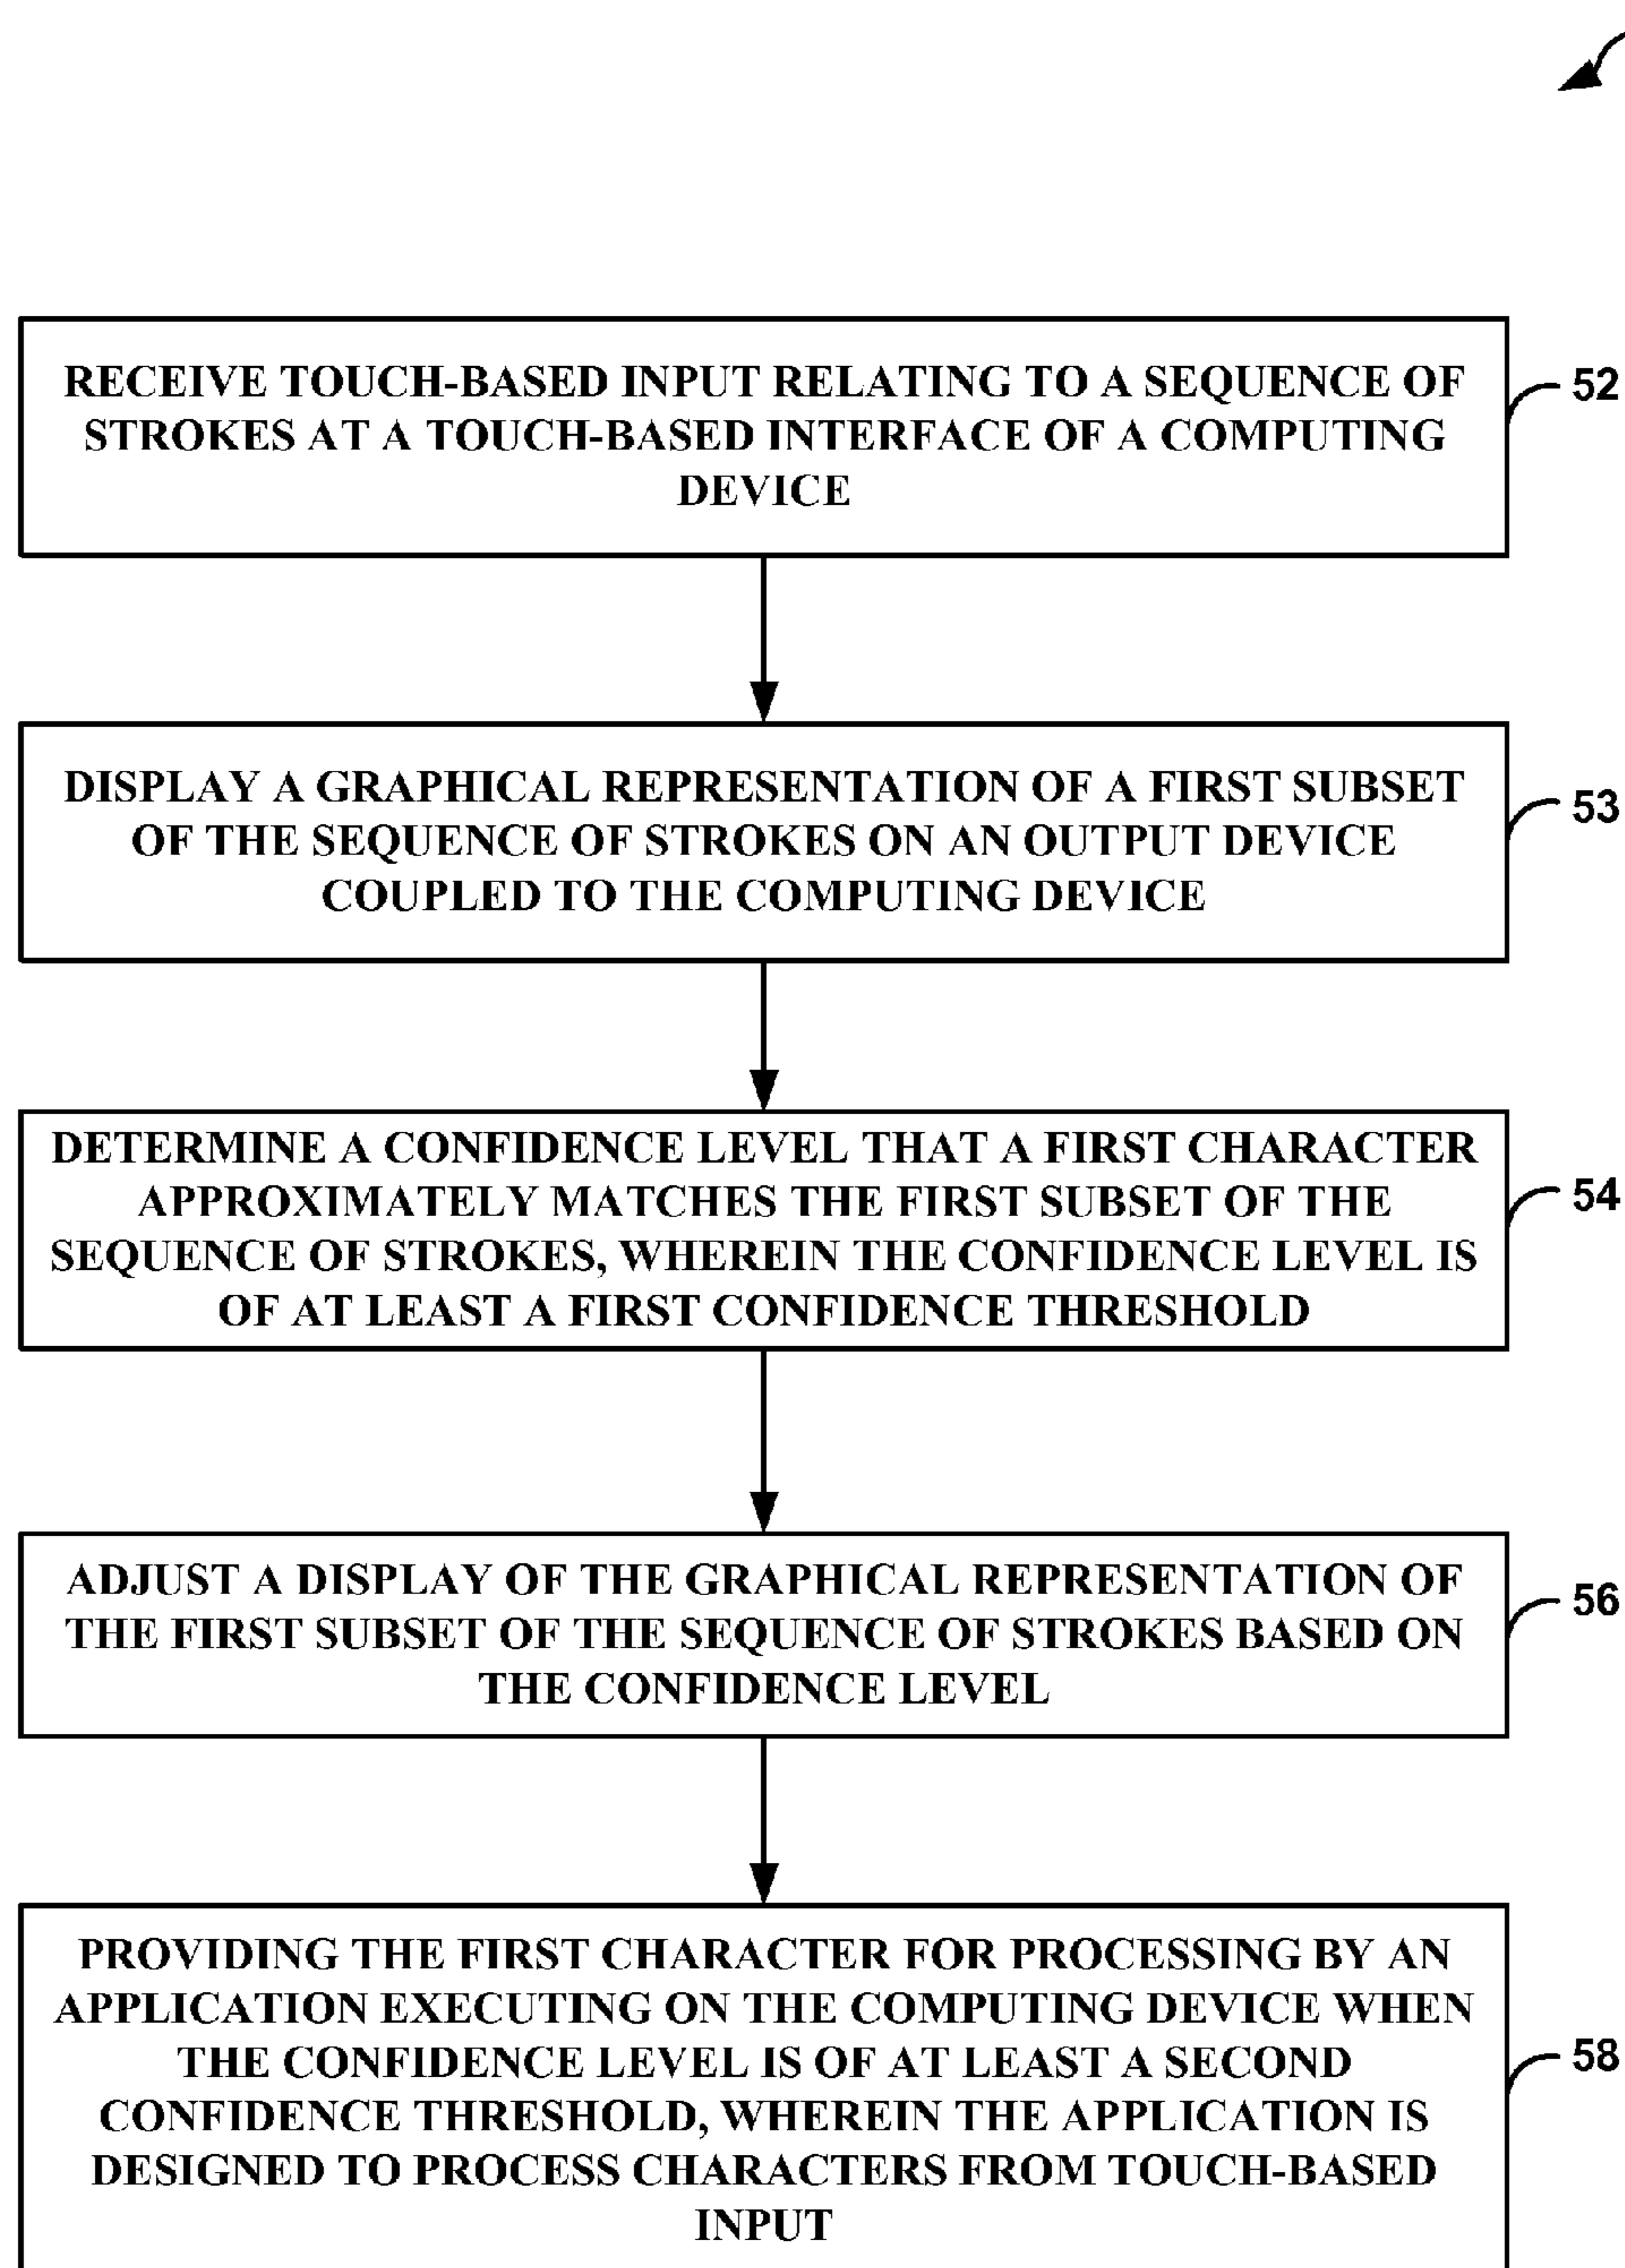 RECEIVE TOUCH-BASED INPUT RELATING TO A SEQUENCE OF
STROKES AT A TOUCH-BASED INTERFACE OF A COMPUTING
DEVICE
52
DISPLAY A GRAPHICAL REPRESENTATION OF A FIRST SUBSET
OF THE SEQUENCE OF STROKES ON AN OUTPUT DEVICE
COUPLED TO THE COMPUTING DEVICE
53
DETERMINE A CONFIDENCE LEVEL THAT A FIRST CHARACTER
APPROXIMATELY MATCHES THE FIRST SUBSET OF THE
SEQUENCE OF STROKES, WHEREIN THE CONFIDENCE LEVEL IS
OF AT LEAST A FIRST CONFIDENCE THRESHOLD
54
ADJUST A DISPLAY OF THE GRAPHICAL REPRESENTATION OF
THE FIRST SUBSET OF THE SEQUENCE OF STROKES BASED ON
THE CONFIDENCE LEVEL
56
PROVIDING THE FIRST CHARACTER FOR PROCESSING BY AN
APPLICATION EXECUTING ON THE COMPUTING DEVICE WHEN
THE CONFIDENCE LEVEL IS OF AT LEAST A SECOND
CONFIDENCE THRESHOLD, WHEREIN THE APPLICATION IS
DESIGNED TO PROCESS CHARACTERS FROM TOUCH-BASED
INPUT
58